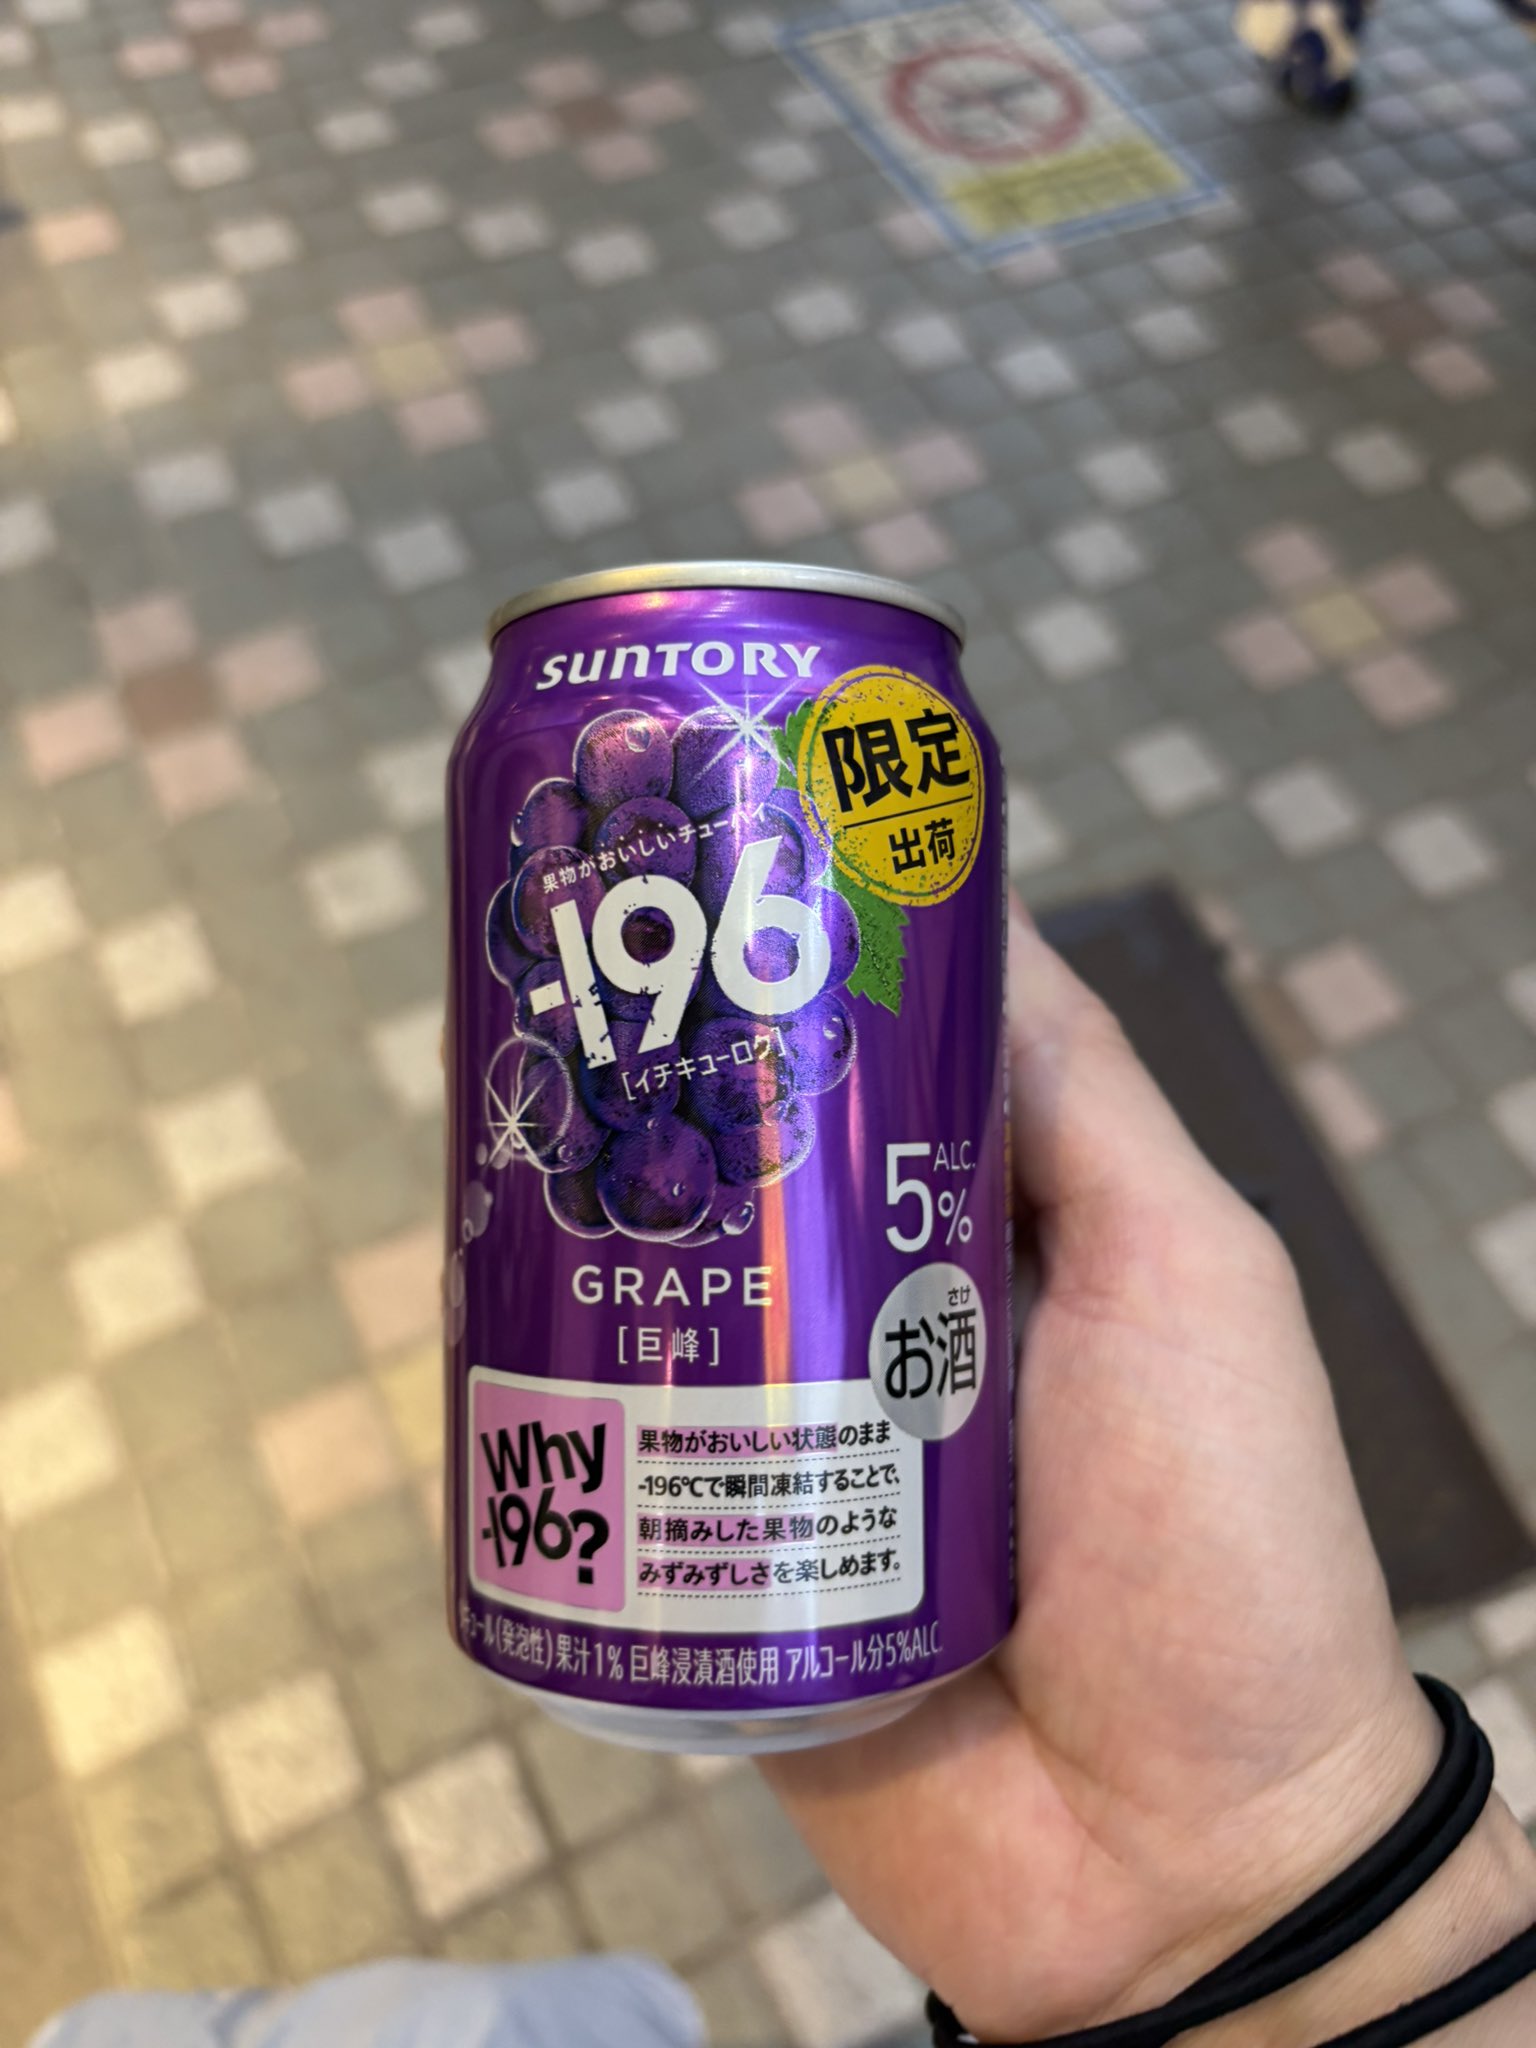 SUNTORY
限定
出荷
果物がおいしいチューハイ
-196
[イチキューロク]
5% ALC.
GRAPE
[巨峰]
さけ
お酒
Why
-196?
果物がおいしい状態のまま
-196℃で瞬間凍結することで、
朝摘みした果物のような
みずみずしさを楽しめます。
(発泡性) 果汁1% 巨峰浸漬酒使用 アルコール分5%ALC.